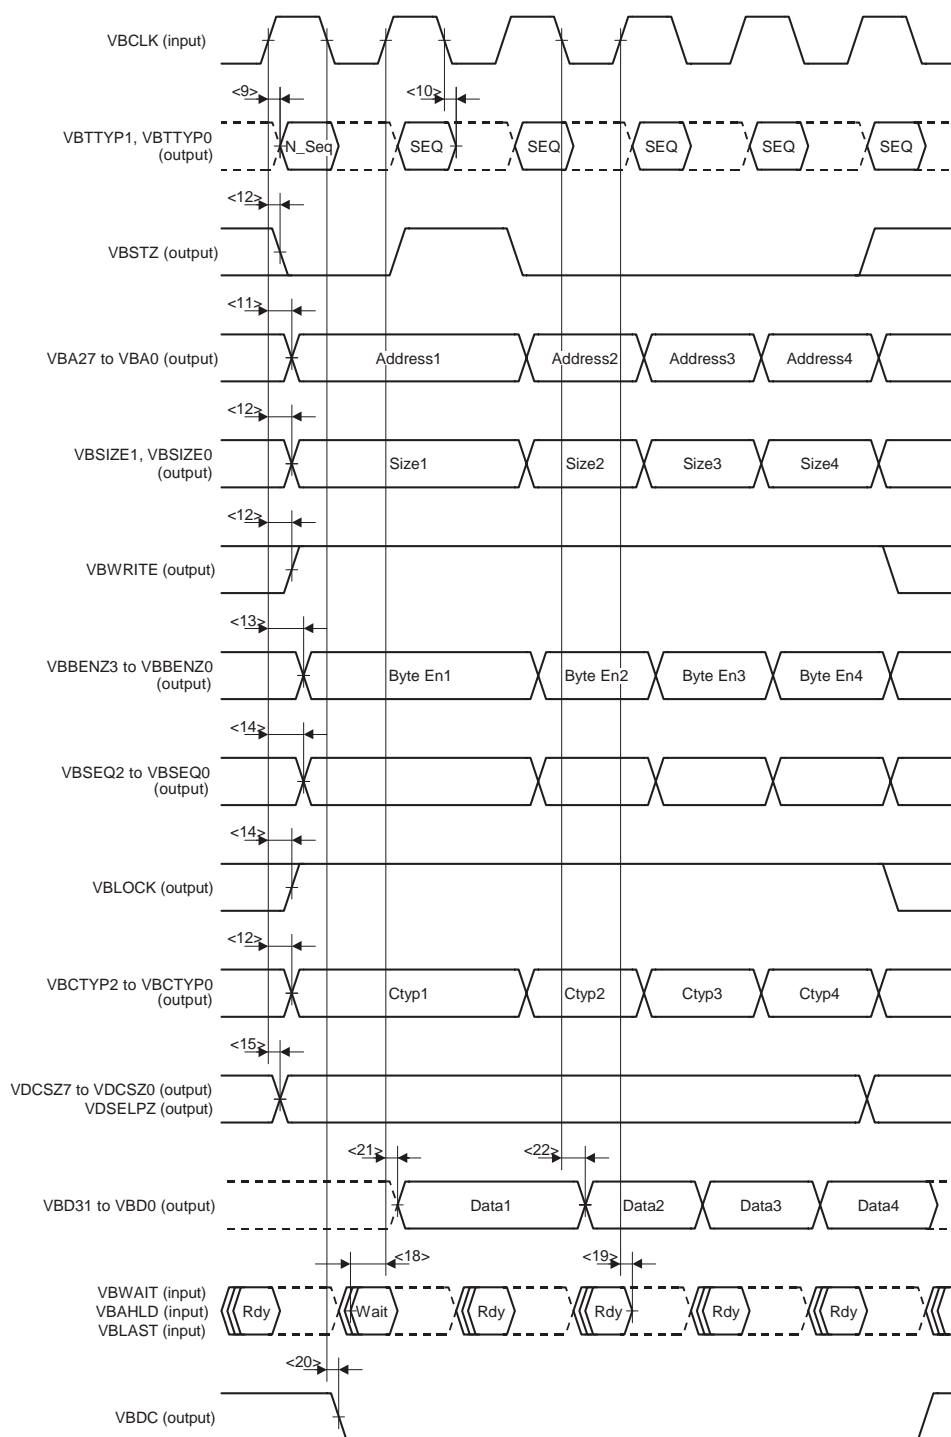 VBCLK (input)
<9>
<10>
VBTTYP1, VBTTYP0
(output)
N_Seq
SEQ
SEQ
SEQ
SEQ
SEQ
<12>
VBSTZ (output)
<11>
VBA27 to VBA0 (output)
Address1
Address2
Address3
Address4
<12>
VBSIZE1, VBSIZE0
(output)
Size1
Size2
Size3
Size4
<12>
VBWRITE (output)
<13>
VBBENZ3 to VBBENZ0
(output)
Byte En1
Byte En2
Byte En3
Byte En4
<14>
VBSEQ2 to VBSEQ0
(output)
<14>
VBLOCK (output)
<12>
VBCTYP2 to VBCTYP0
(output)
Ctyp1
Ctyp2
Ctyp3
Ctyp4
<15>
VDCSZ7 to VDCSZ0 (output)
VDSELPZ (output)
<21>
<22>
VBD31 to VBD0 (output)
Data1
Data2
Data3
Data4
<18>
<19>
VBWAIT (input)
VBAHLD (input)
VBLAST (input)
Rdy
Wait
Rdy
Rdy
Rdy
Rdy
<20>
VBDC (output)